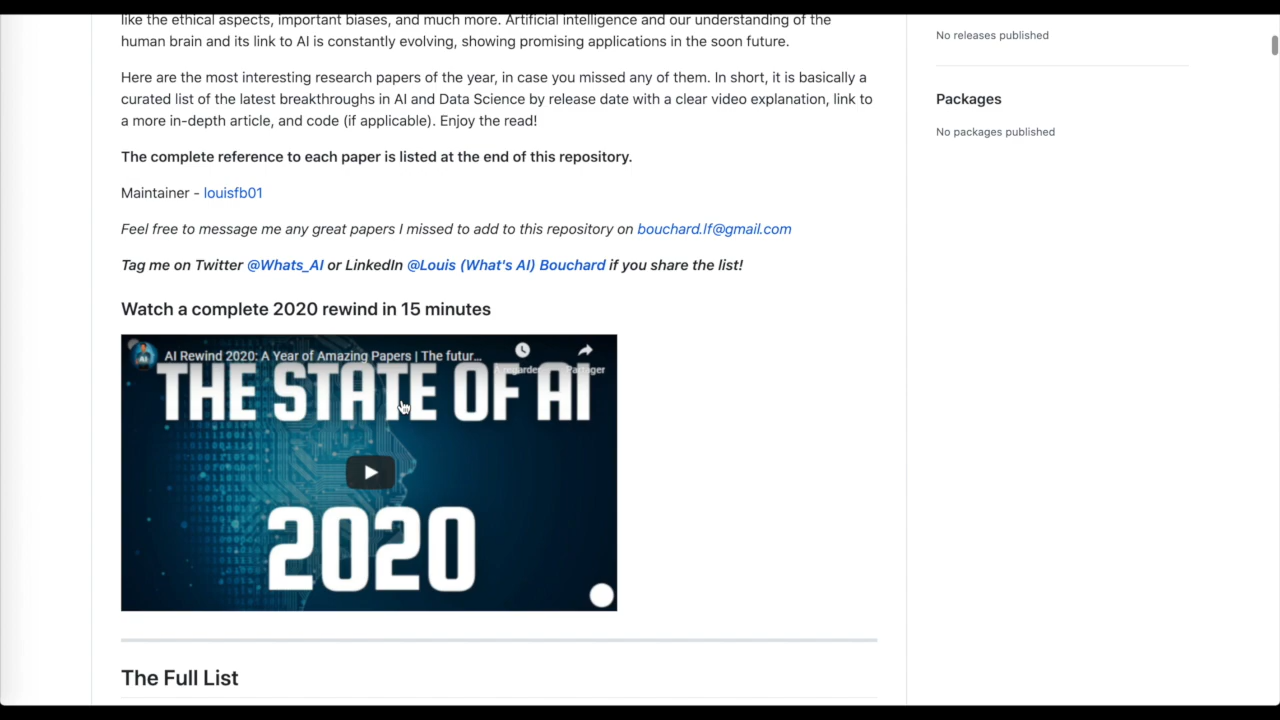 like the ethical aspects, important biases, and much more. Artificial intelligence and our understanding of the
human brain and its link to AI is constantly evolving, showing promising applications in the soon future.
Here are the most interesting research papers of the year, in case you missed any of them. In short, it is basically a
curated list of the latest breakthroughs in AI and Data Science by release date with a clear video explanation, link to
a more in-depth article, and code (if applicable). Enjoy the read!
The complete reference to each paper is listed at the end of this repository.
Maintainer - louisfb01
Feel free to message me any great papers I missed to add to this repository on bouchard.lf@gmail.com
Tag me on Twitter @Whats_AI or LinkedIn @Louis (What's AI) Bouchard if you share the list!
Watch a complete 2020 rewind in 15 minutes
AI Rewind 2020: A Year of Amazing Papers | The futur...
À regarder Partager
AI
THE STATE OF AI
2020
The Full List
No releases published
Packages
No packages published